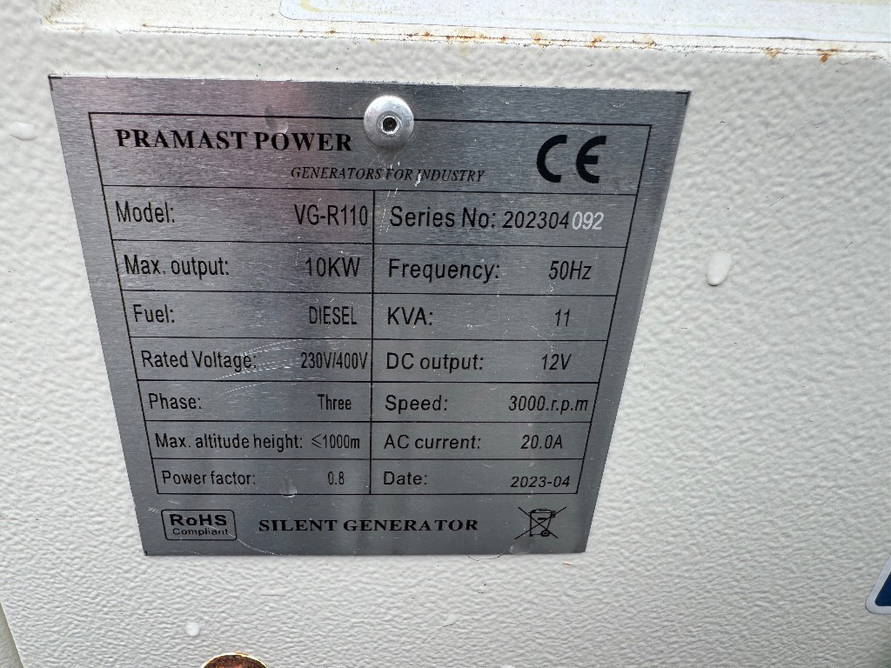 PRAMAST POWER
GENERATORS FOR INDUSTRY
CE
Model: VG-R110 Series No: 202304092
Max. output: 10KW Frequency: 50Hz
Fuel: DIESEL KVA: 11
Rated Voltage: 230V/400V DC output: 12V
Phase: Three Speed: 3000.r.p.m
Max. altitude height: ≤1000m AC current: 20.0A
Power factor: 0.8 Date: 2023-04
RoHS
Compliant
SILENT GENERATOR